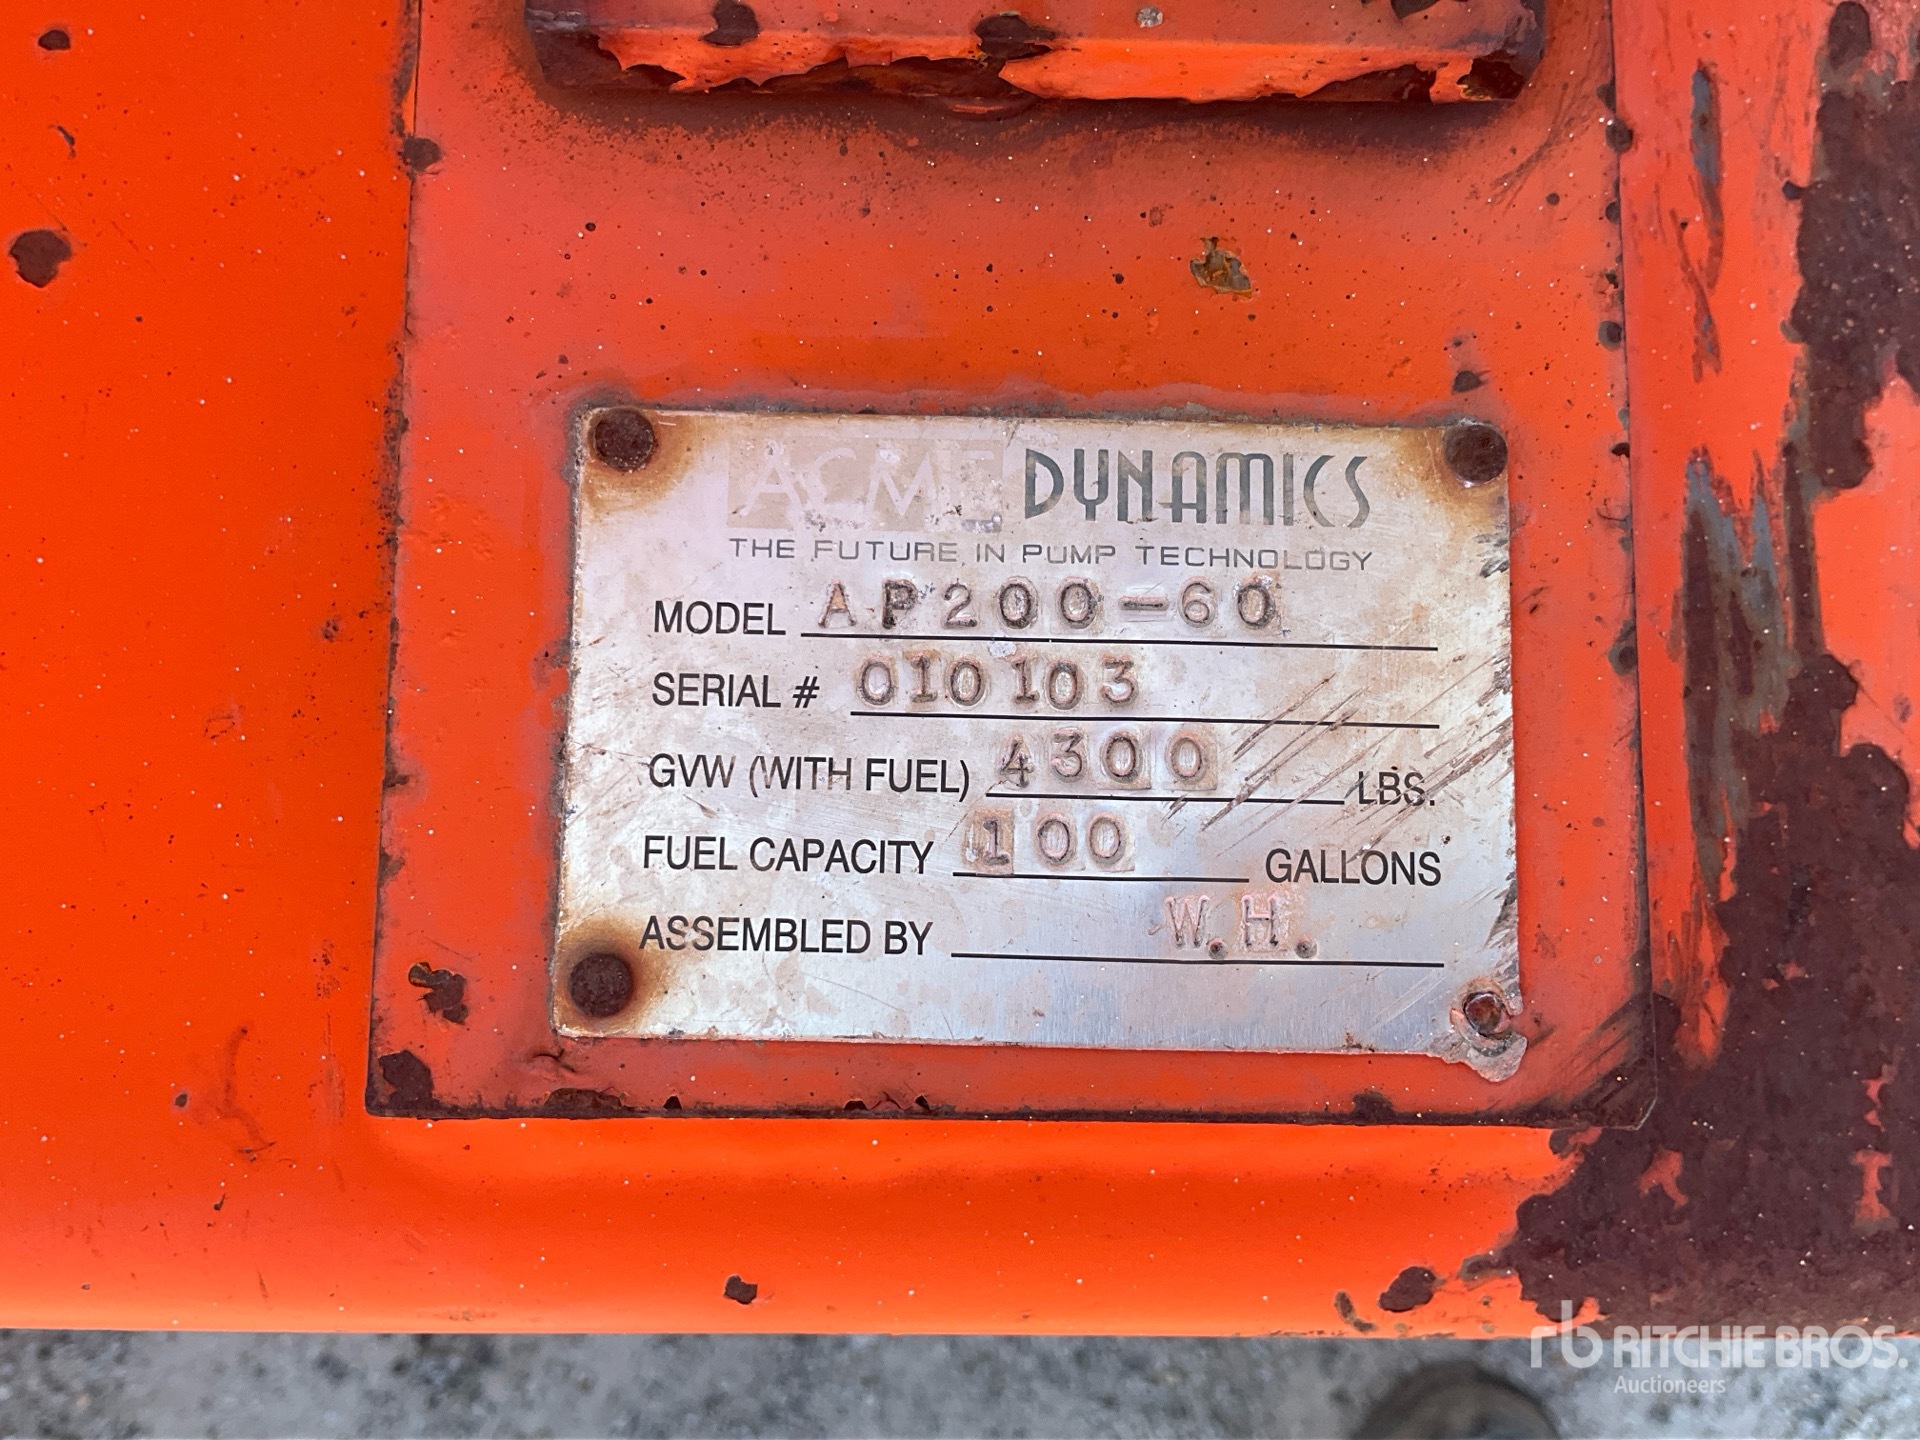 ACME DYNAMICS
THE FUTURE IN PUMP TECHNOLOGY
MODEL AP200-60
SERIAL # 010103
GVW (WITH FUEL) 4300 LBS.
FUEL CAPACITY 100 GALLONS
ASSEMBLED BY W.H.
rb RITCHIE BROS.
Auctioneers